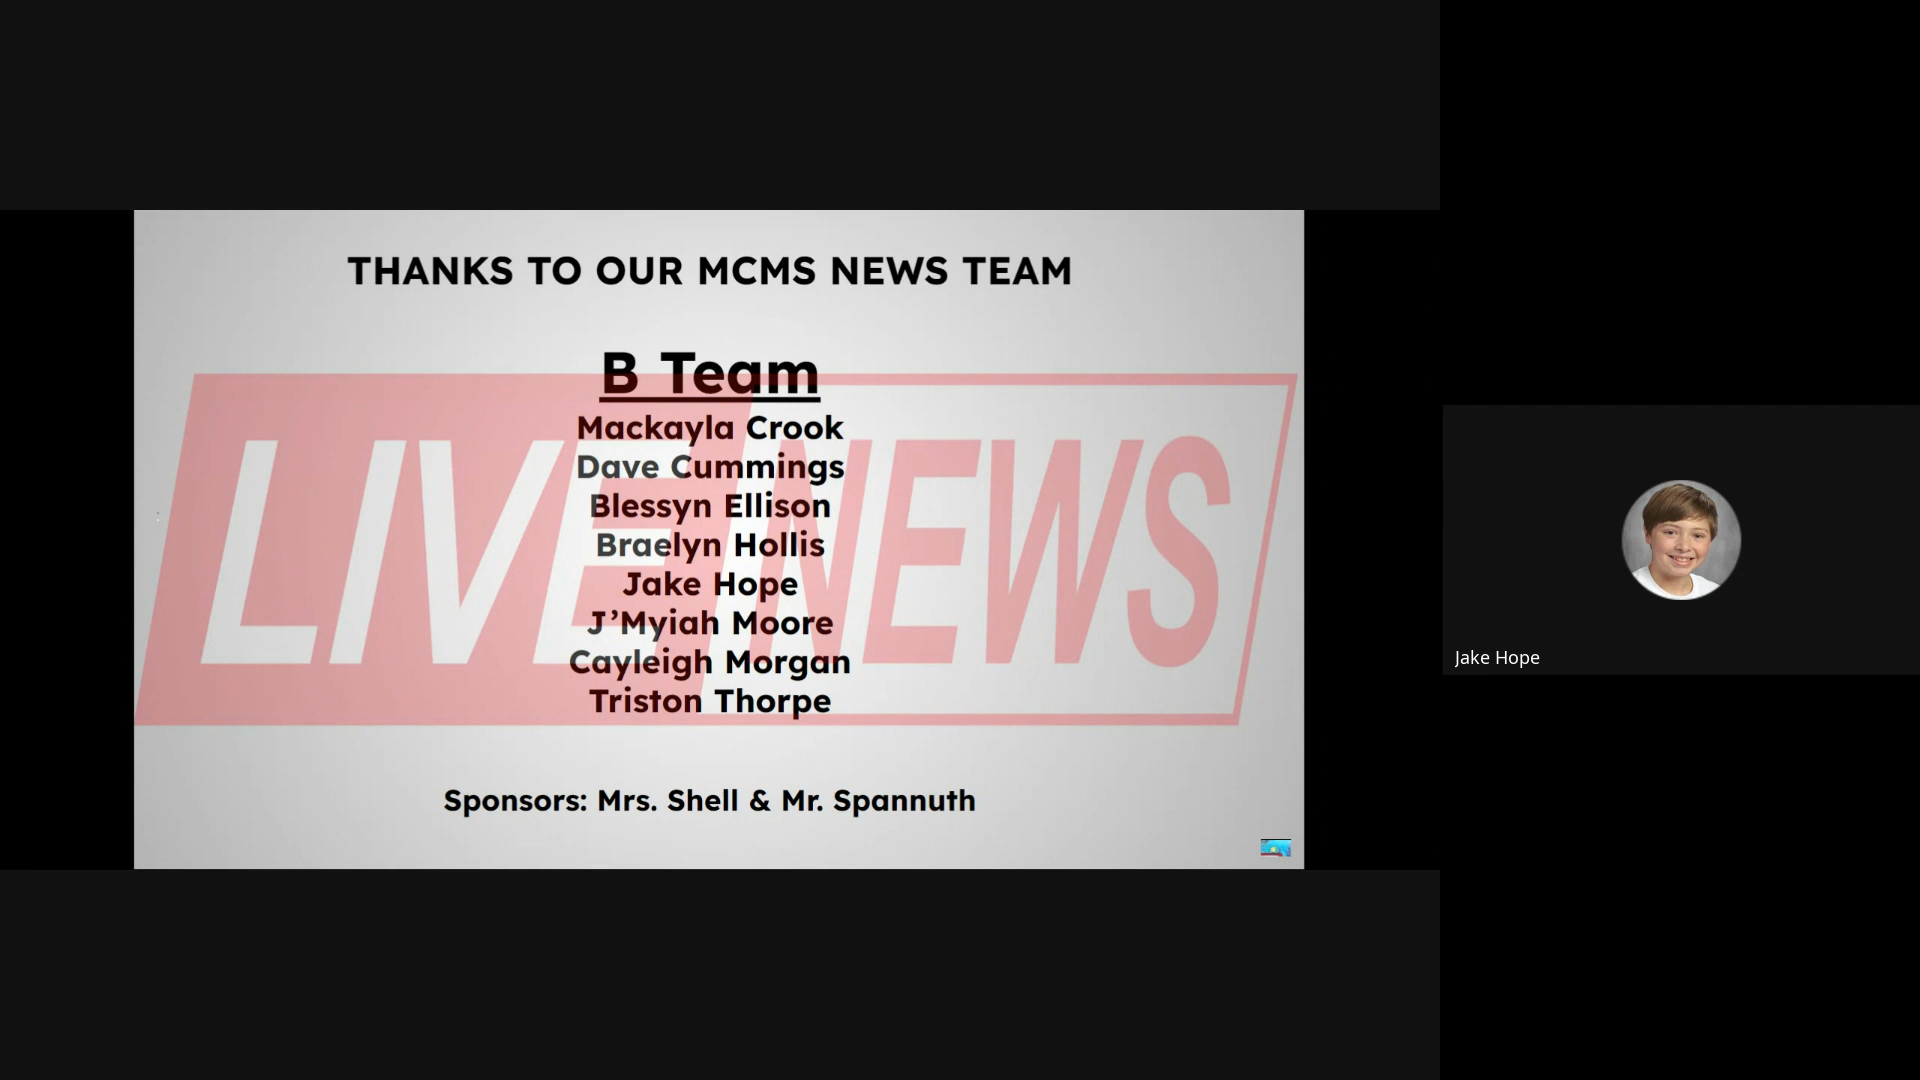 THANKS TO OUR MCMS NEWS TEAM
B Team
Mackayla Crook
Dave Cummings
Blessyn Ellison
Braelyn Hollis
Jake Hope
J’Myiah Moore
Cayleigh Morgan
Triston Thorpe
LIVE NEWS
Sponsors: Mrs. Shell & Mr. Spannuth
Jake Hope